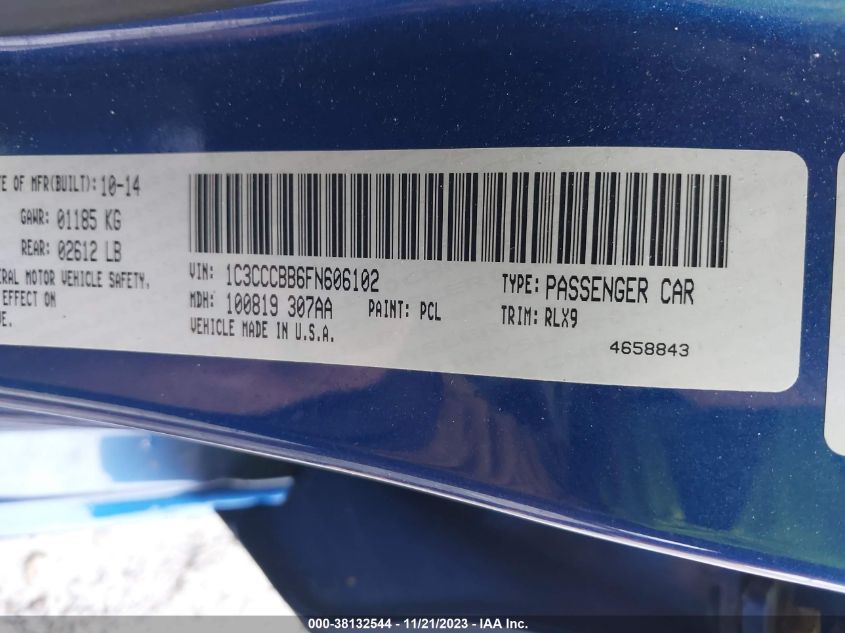 TE OF MFR(BUILT): 10-14
GAWR: 01185 KG
REAR: 02612 LB
ERAL MOTOR VEHICLE SAFETY,
EFFECT ON
VE.
VIN: 1C3CCCBB6FN606102
MDH: 100819 307AA PAINT: PCL
VEHICLE MADE IN U.S.A.
TYPE: PASSENGER CAR
TRIM: RLX9
4658843
000-38132544 - 11/21/2023 - IAA Inc.